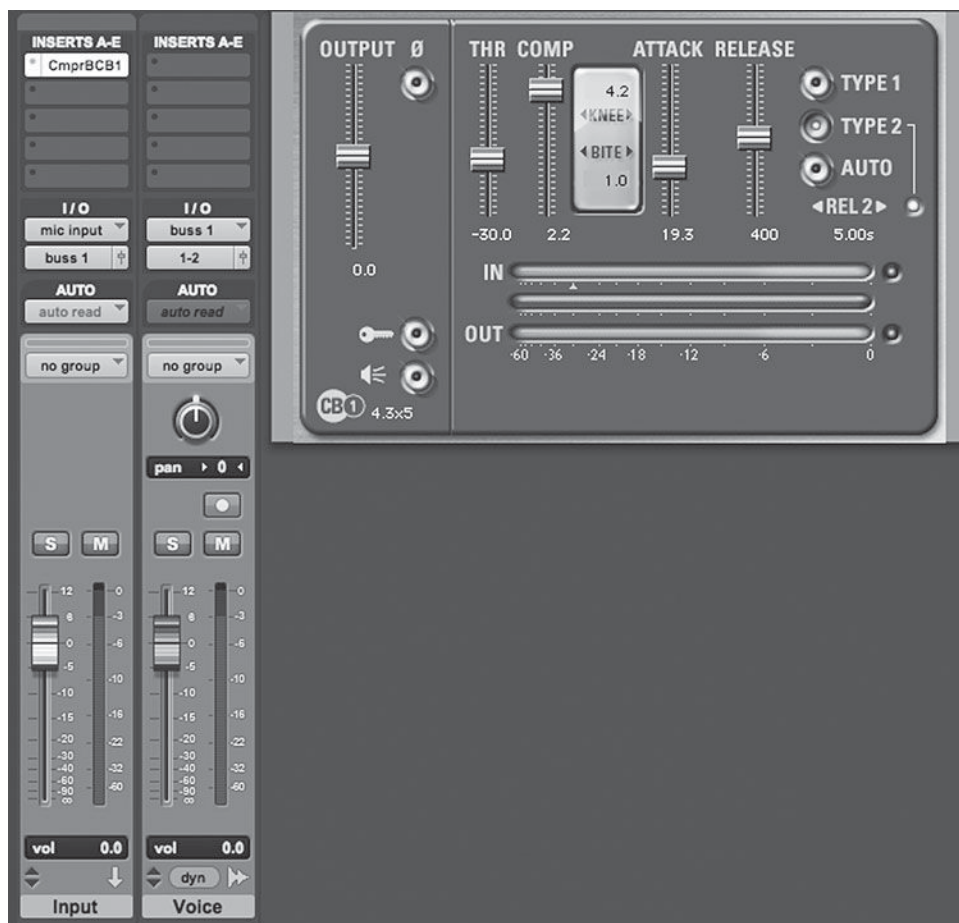 INSERTS A-E
CmprBCB1
I/O
mic input
buss 1
AUTO
auto read
no group
S M
12 0
6 -3
0 -6
-5
-10
-10
-15 -16
-20 -22
-30
-40 -32
-60
-90 -60
∞
vol 0.0
Input
INSERTS A-E
I/O
buss 1
1-2
AUTO
auto read
no group
pan 0
S M
12 0
6 -3
0 -6
-5
-10
-10
-15 -16
-20 -22
-30
-40 -32
-60
-90 -60
∞
vol 0.0
dyn
Voice
OUTPUT Ø
0.0
CB1 4.3x5
THR COMP ATTACK RELEASE
4.2
◂KNEE▸
◂BITE▸
1.0
TYPE 1
TYPE 2
AUTO
◂REL 2▸
-30.0 2.2 19.3 400 5.00s
IN
OUT
-60 -36 -24 -18 -12 -6 0